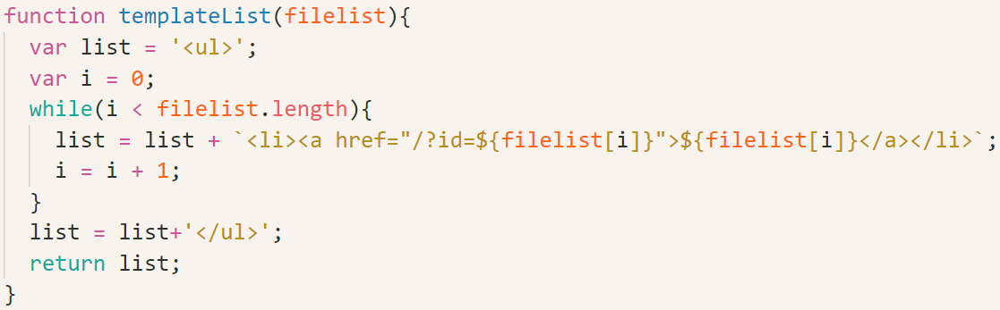 function templateList(filelist){
  var list = '<ul>';
  var i = 0;
  while(i < filelist.length){
    list = list + `<li><a href="/?id=${filelist[i]}">${filelist[i]}</a></li>`;
    i = i + 1;
  }
  list = list+'</ul>';
  return list;
}